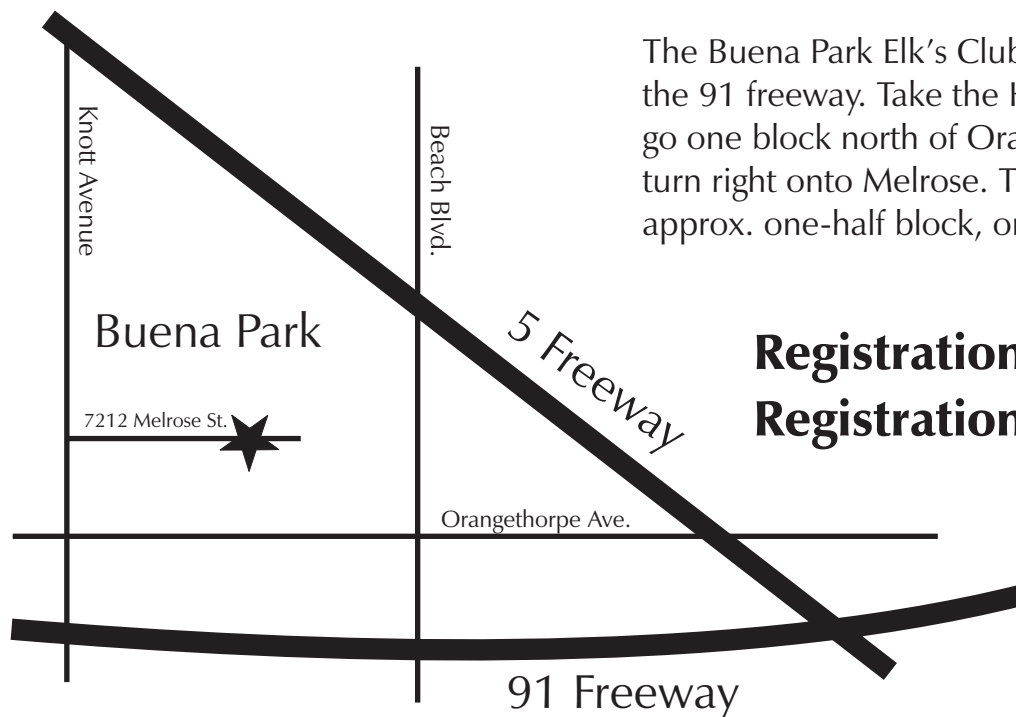 The Buena Park Elk's Club
the 91 freeway. Take the
go one block north of
turn right onto Melrose.
approx. one-half block,
Knott Avenue
Beach Blvd.
Buena Park
5 Freeway
Registration
Registration
7212 Melrose St.
Orangethorpe Ave.
91 Freeway